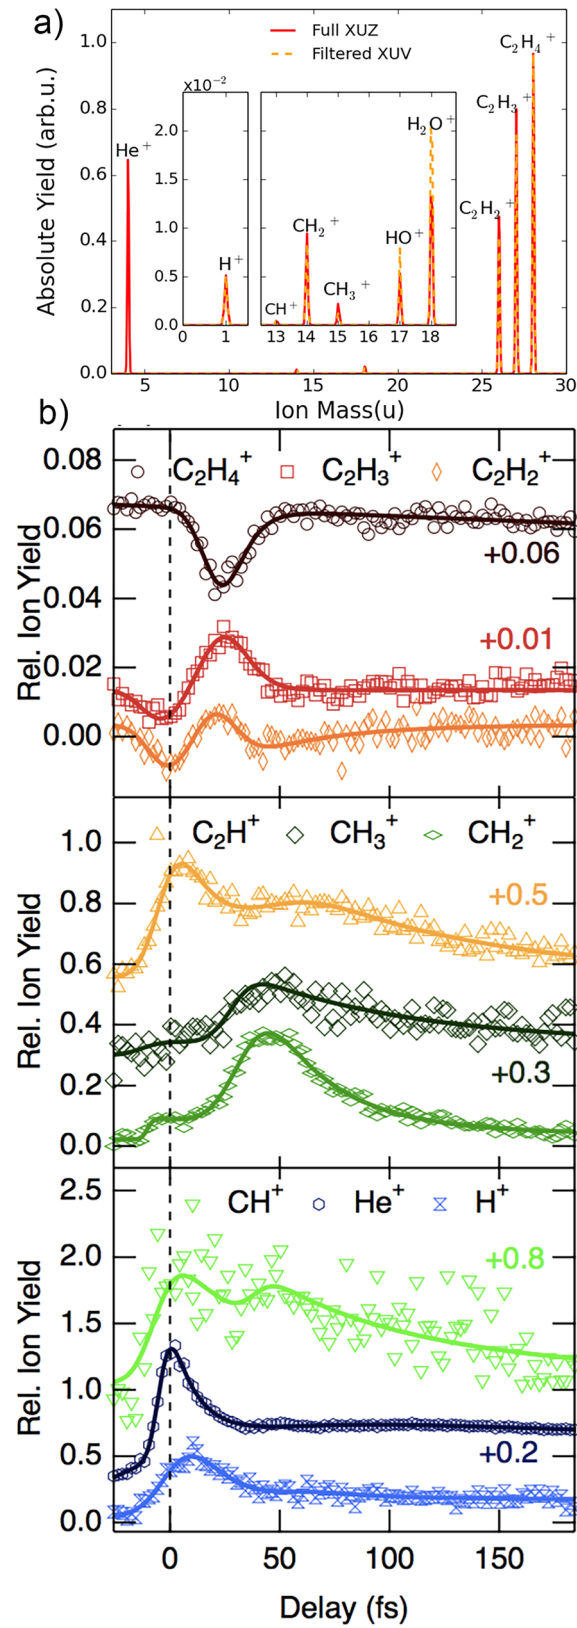 a)
Full XUZ
Filtered XUV
Absolute Yield (arb.u.)
1.0
0.8
0.6
0.4
0.2
0.0
x10⁻²
2.0
1.0
0.5
0.0
He⁺
H⁺
CH⁺
CH₂⁺
CH₃⁺
HO⁺
H₂O⁺
C₂H₂⁺
C₂H₃⁺
C₂H₄⁺
0 1 13 14 15 16 17 18
5 10 15 20 25 30
Ion Mass(u)
b)
C₂H₄⁺ C₂H₃⁺ C₂H₂⁺
Rel. Ion Yield
0.08
0.06
0.04
0.02
0.00
+0.06
+0.01
C₂H⁺ CH₃⁺ CH₂⁺
Rel. Ion Yield
1.0
0.8
0.6
0.4
0.2
0.0
+0.5
+0.3
CH⁺ He⁺ H⁺
Rel. Ion Yield
2.5
2.0
1.5
1.0
0.5
0.0
+0.8
+0.2
0 50 100 150
Delay (fs)